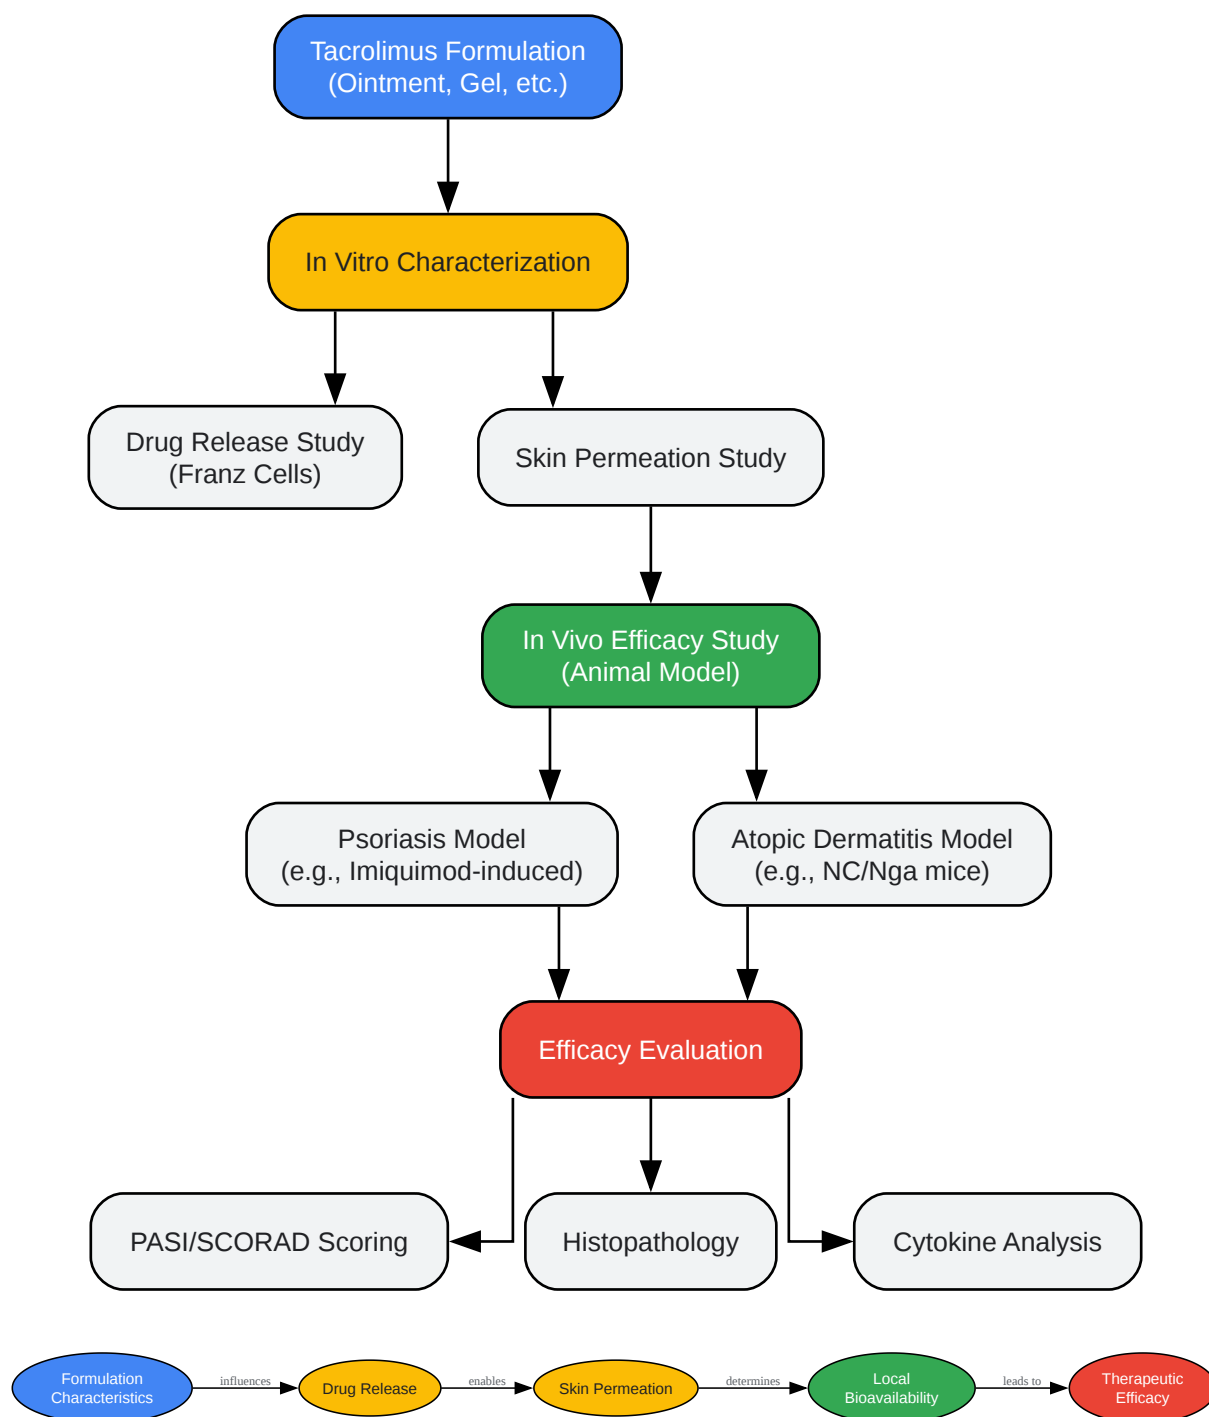 Tacrolimus Formulation
(Ointment, Gel, etc.)
In Vitro Characterization
Drug Release Study
(Franz Cells)
Skin Permeation Study
In Vivo Efficacy Study
(Animal Model)
Psoriasis Model
(e.g., Imiquimod-induced)
Atopic Dermatitis Model
(e.g., NC/Nga mice)
Efficacy Evaluation
PASI/SCORAD Scoring
Histopathology
Cytokine Analysis
Formulation
Characteristics
influences
Drug Release
enables
Skin Permeation
determines
Local
Bioavailability
leads to
Therapeutic
Efficacy